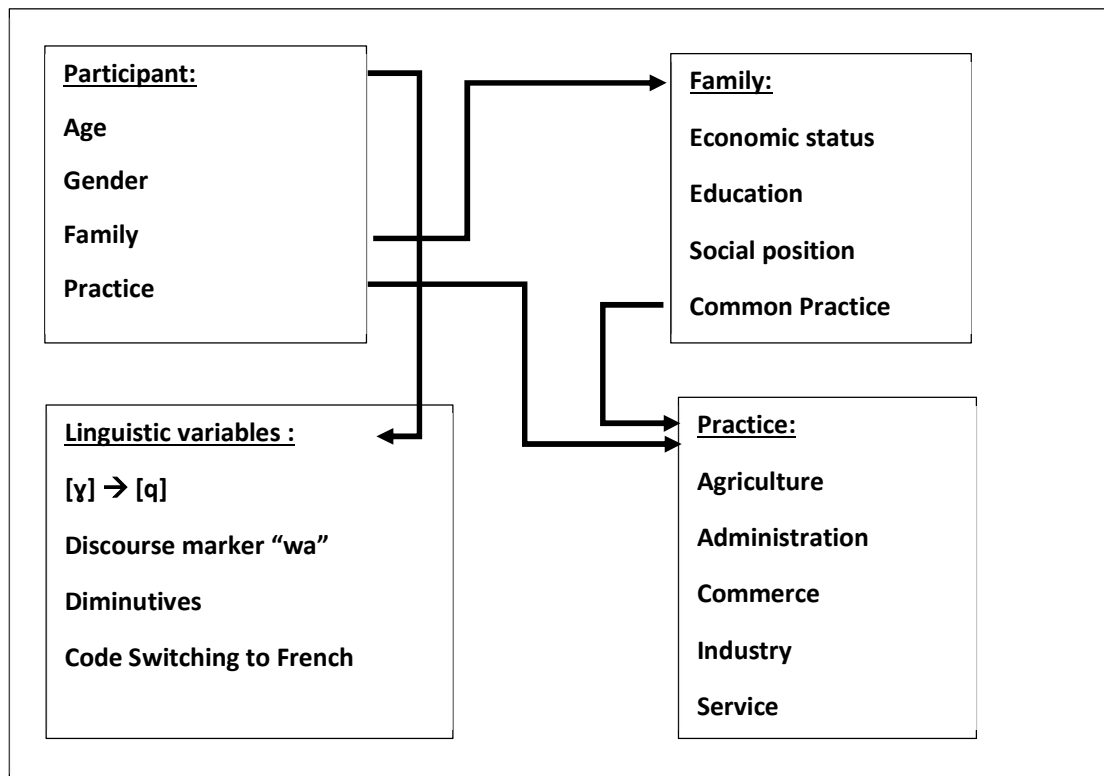 Participant:
Age
Gender
Family
Practice
Family:
Economic status
Education
Social position
Common Practice
Linguistic variables :
[ɣ] → [q]
Discourse marker “wa”
Diminutives
Code Switching to French
Practice:
Agriculture
Administration
Commerce
Industry
Service